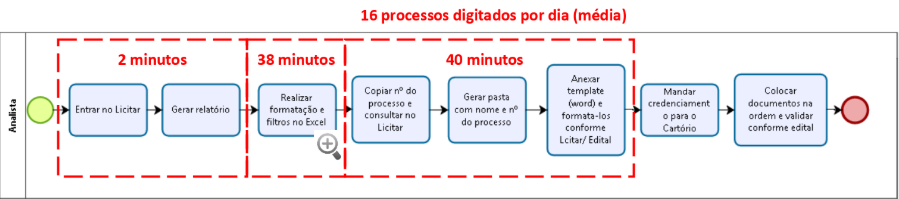 16 processos digitados por dia (média)
2 minutos
38 minutos
40 minutos
Analista
Entrar no Licitar
Gerar relatório
Realizar
formatação e
filtros no Excel
Copiar nº do
processo e
consultar no
Licitar
Gerar pasta
com nome e nº
do processo
Anexar
template
(word) e
formata-los
conforme
Lcitar/ Edital
Mandar
credenciament
o para o
Cartório
Colocar
documentos na
ordem e validar
conforme edital